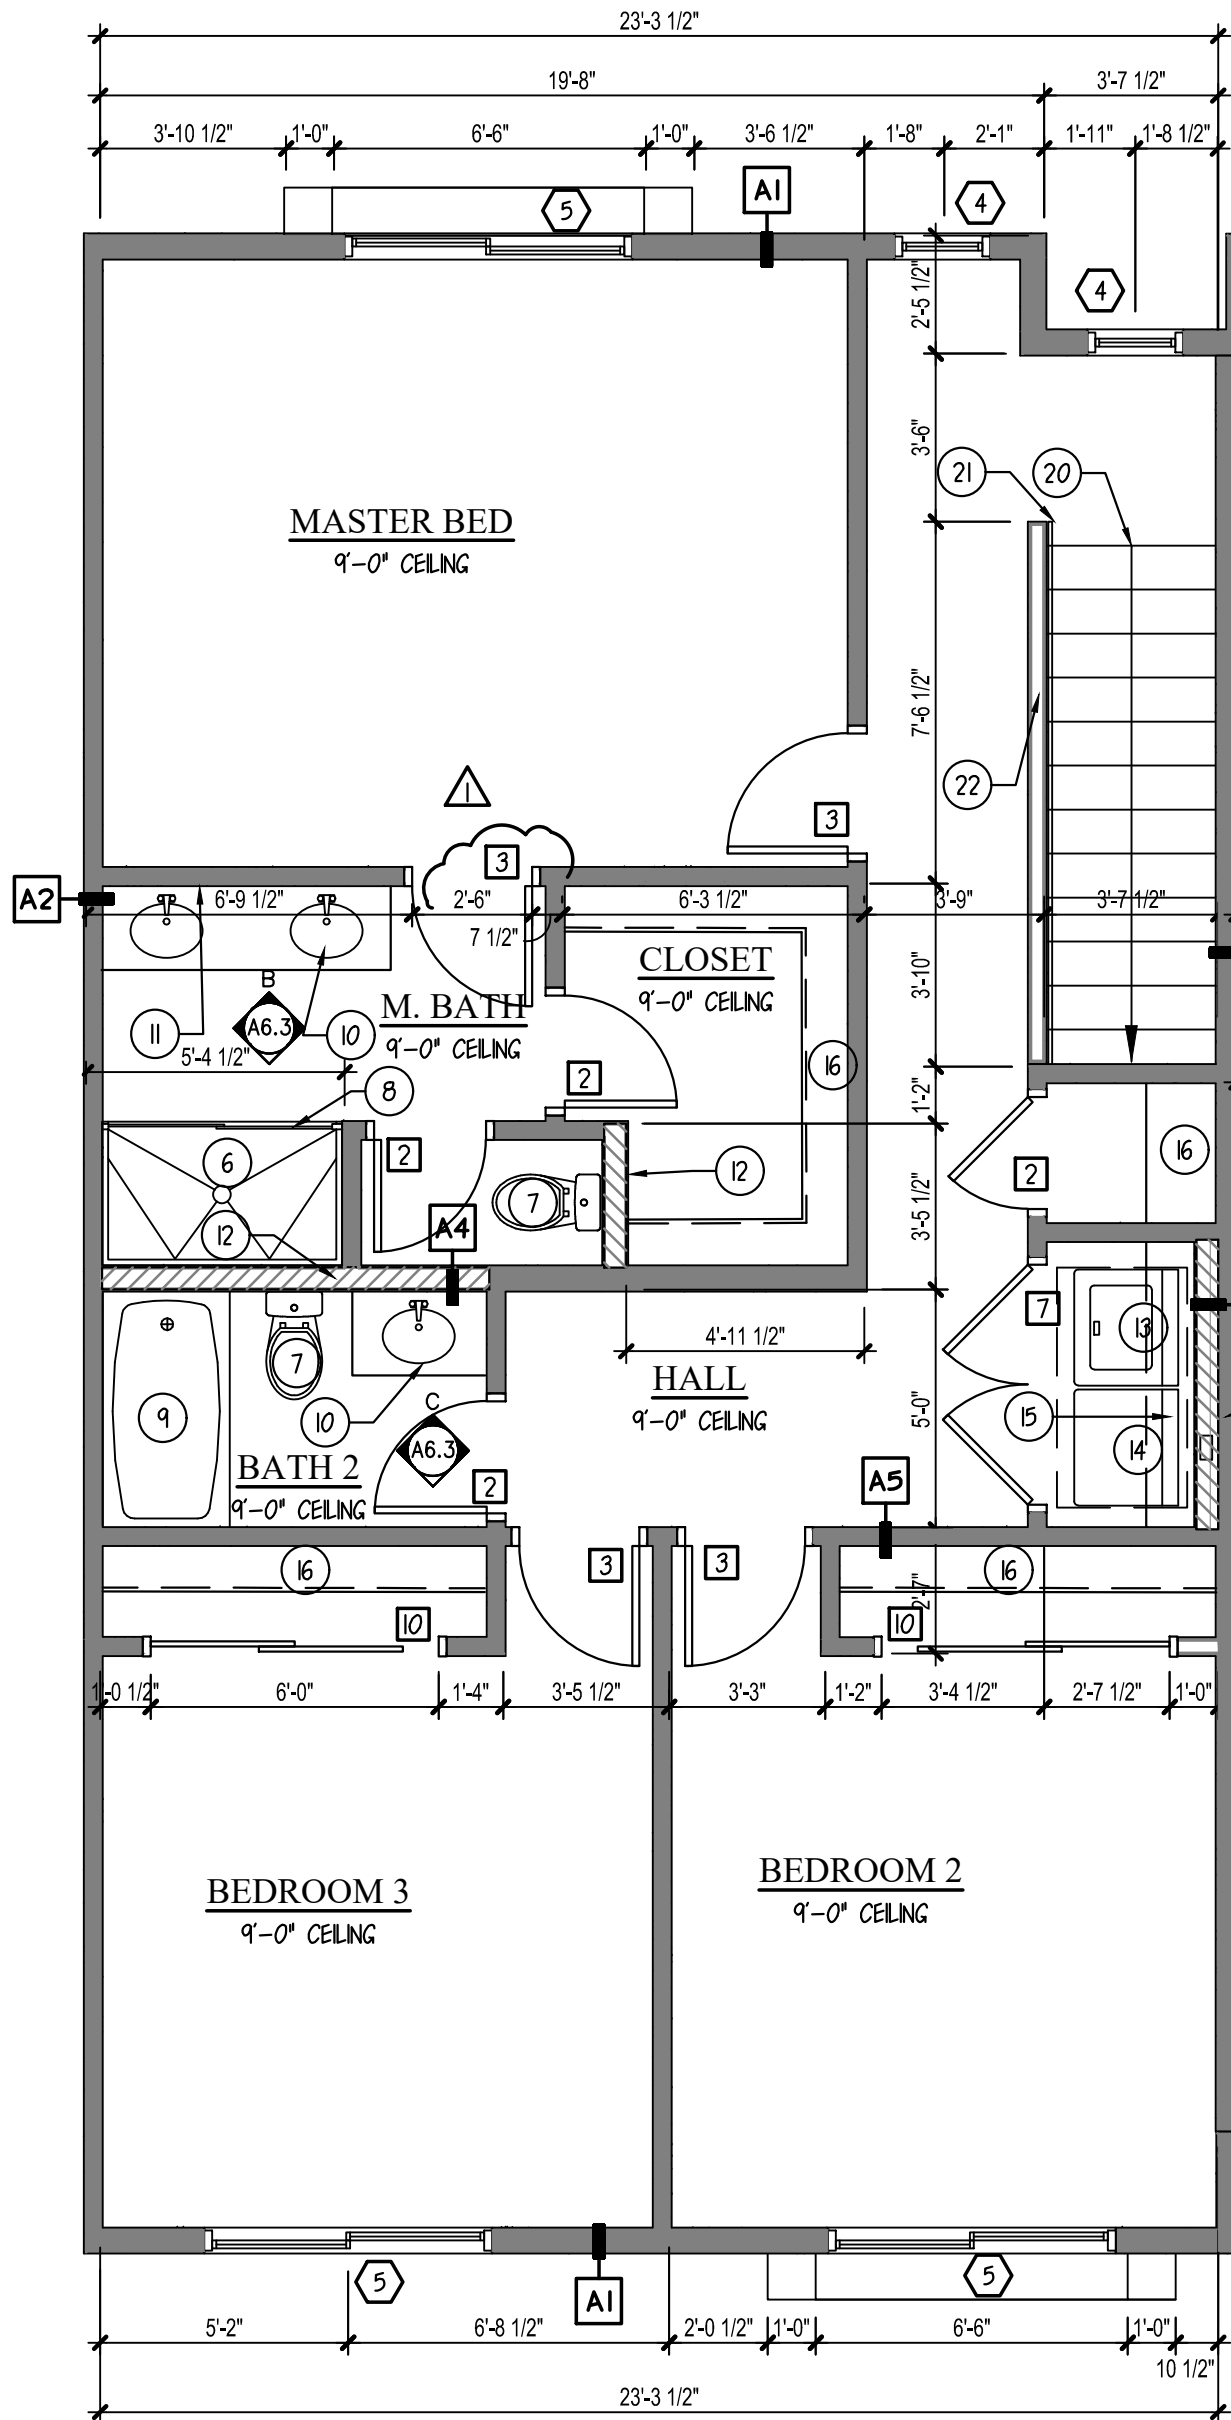 23'-3 1/2"
19'-8" 3'-7 1/2"
3'-10 1/2" 1'-0" 6'-6" 1'-0" 3'-6 1/2" 1'-8" 2'-1" 1'-11" 1'-8 1/2"
A1
5
4
4
2'-5 1/2"
3'-6"
21 20
MASTER BED
9'-0" CEILING
7'-6 1/2"
22
1
3
3
A2
6'-9 1/2" 2'-6" 6'-3 1/2" 3'-9" 3'-7 1/2"
7 1/2"
CLOSET
9'-0" CEILING
3'-10"
B
A6.3
11
10
M. BATH
9'-0" CEILING
5'-4 1/2"
8
2
16
1'-2"
6
2
7
12
2
16
12
A4
3'-5 1/2"
4'-11 1/2"
7
13
7
HALL
9'-0" CEILING
9
10
C
A6.3
5'-0"
15
14
BATH 2
9'-0" CEILING
2
A5
16
3
3
2'-7"
16
10
10
1'-0 1/2" 6'-0" 1'-4" 3'-5 1/2" 3'-3" 1'-2" 3'-4 1/2" 2'-7 1/2" 1'-0"
BEDROOM 3
9'-0" CEILING
BEDROOM 2
9'-0" CEILING
5
A1
5
5'-2" 6'-8 1/2" 2'-0 1/2" 1'-0" 6'-6" 1'-0"
10 1/2"
23'-3 1/2"